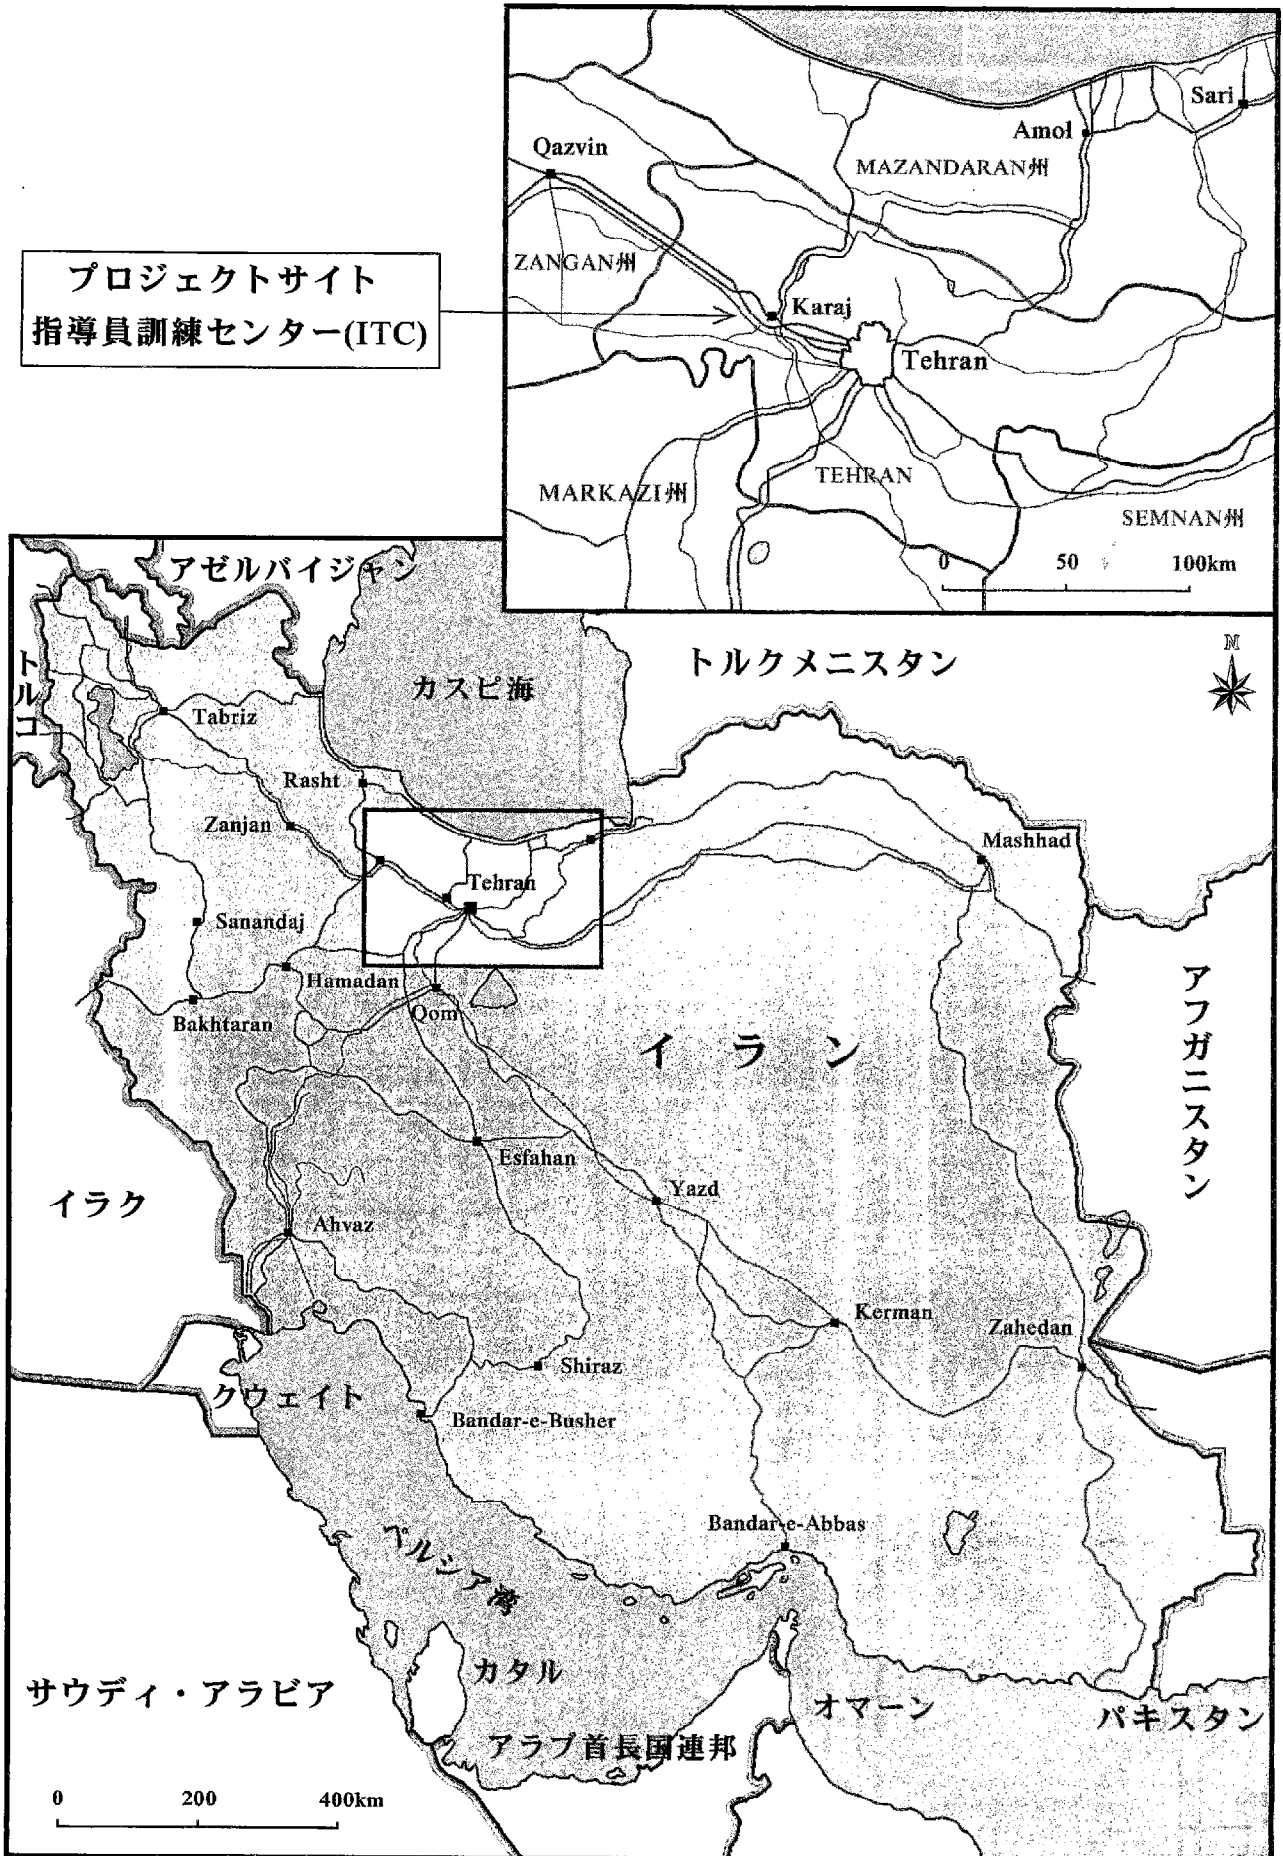 Sari
Amol
Qazvin
MAZANDARAN州
ZANGAN州
プロジェクトサイト
指導員訓練センター(ITC)
Karaj
Tehran
TEHRAN
MARKAZI州
SEMNAN州
0 50 100km
アゼルバイジャン
トルコ
カスピ海
トルクメニスタン
N
Tabriz
Rasht
Zanjan
Mashhad
Tehran
Sanandaj
Hamadan
Qom
Bakhtaran
イラン
アフガニスタン
Esfahan
Yazd
イラク
Ahvaz
Kerman
Zahedan
Shiraz
クウェイト
Bandar-e-Busher
Bandar-e-Abbas
ペルシア湾
カタル
サウディ・アラビア
オマーン
パキスタン
アラブ首長国連邦
0 200 400km